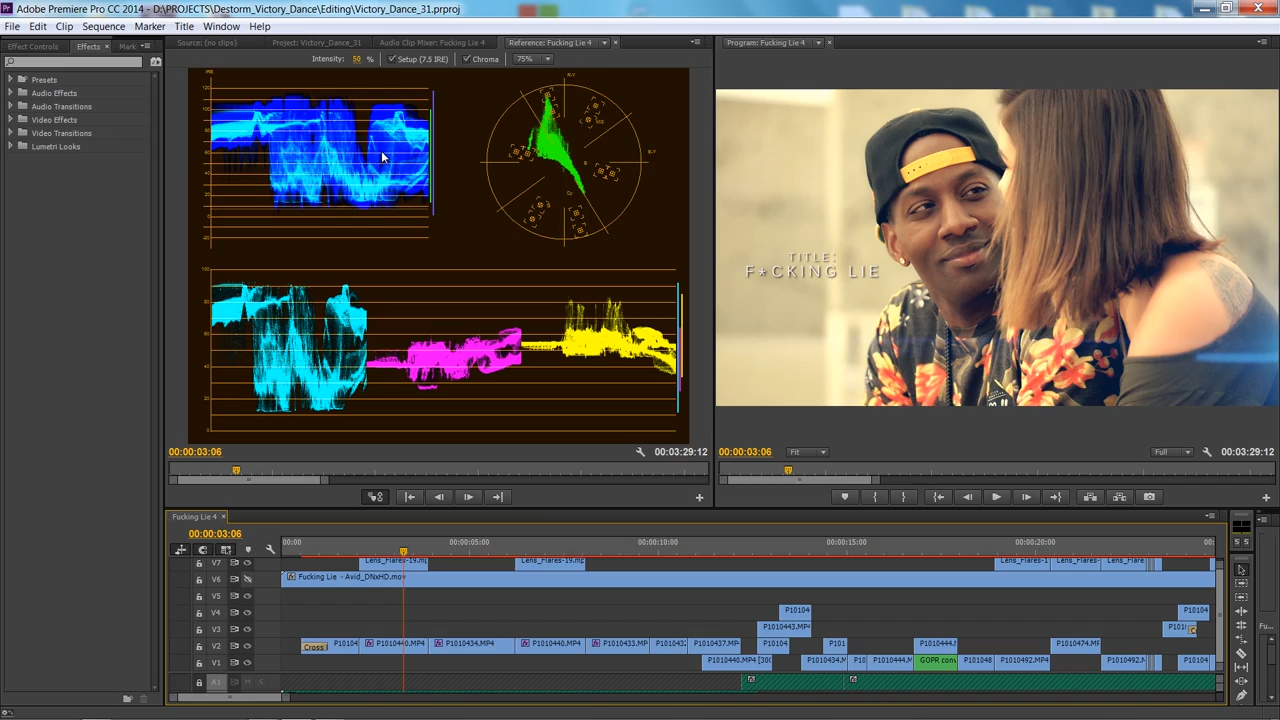 Adobe Premiere Pro CC 2014 - D:\PROJECTS\Destorm_Victory_Dance\Editing\Victory_Dance_31.prproj
File Edit Clip Sequence Marker Title Window Help
Effect Controls Effects × Mark
Source: (no clips) Project: Victory_Dance_31 Audio Clip Mixer: Fucking Lie 4 Reference: Fucking Lie 4 ×
Program: Fucking Lie 4 ×
Intensity: 50 % Setup (7.5 IRE) Chroma 75%
Presets
Audio Effects
Audio Transitions
Video Effects
Video Transitions
Lumetri Looks
TITLE:
F*CKING LIE
00:00:03:06 00:03:29:12
00:00:03:06 Fit Full 00:03:29:12
Fucking Lie 4 ×
00:00:03:06
00:00 00:00:05:00 00:00:10:00 00:00:15:00 00:00:20:00 00:
V7 Lens_Flares-19.m Lens_Flares-19.m Lens_Flares-1 Lens_Flares- Lens_Flare
V6 Fucking Lie - Avid_DNxHD.mov
V5
V4 P10104 P10104
V3 P1010443.MP4 P101
V2 Cross P10104 P1010440.MP4 P1010434.MP4 P1010440.MP4 P1010433.MP4 P1010432 P1010437.MP4 P10104 P101 P1010444.M P1010474.MP
V1 P1010440.MP4 [30 P1010434.M P10 P1010444.M GOPR conv P101048 P1010492.M P1010492.M P10104
A1 M S
Fu...